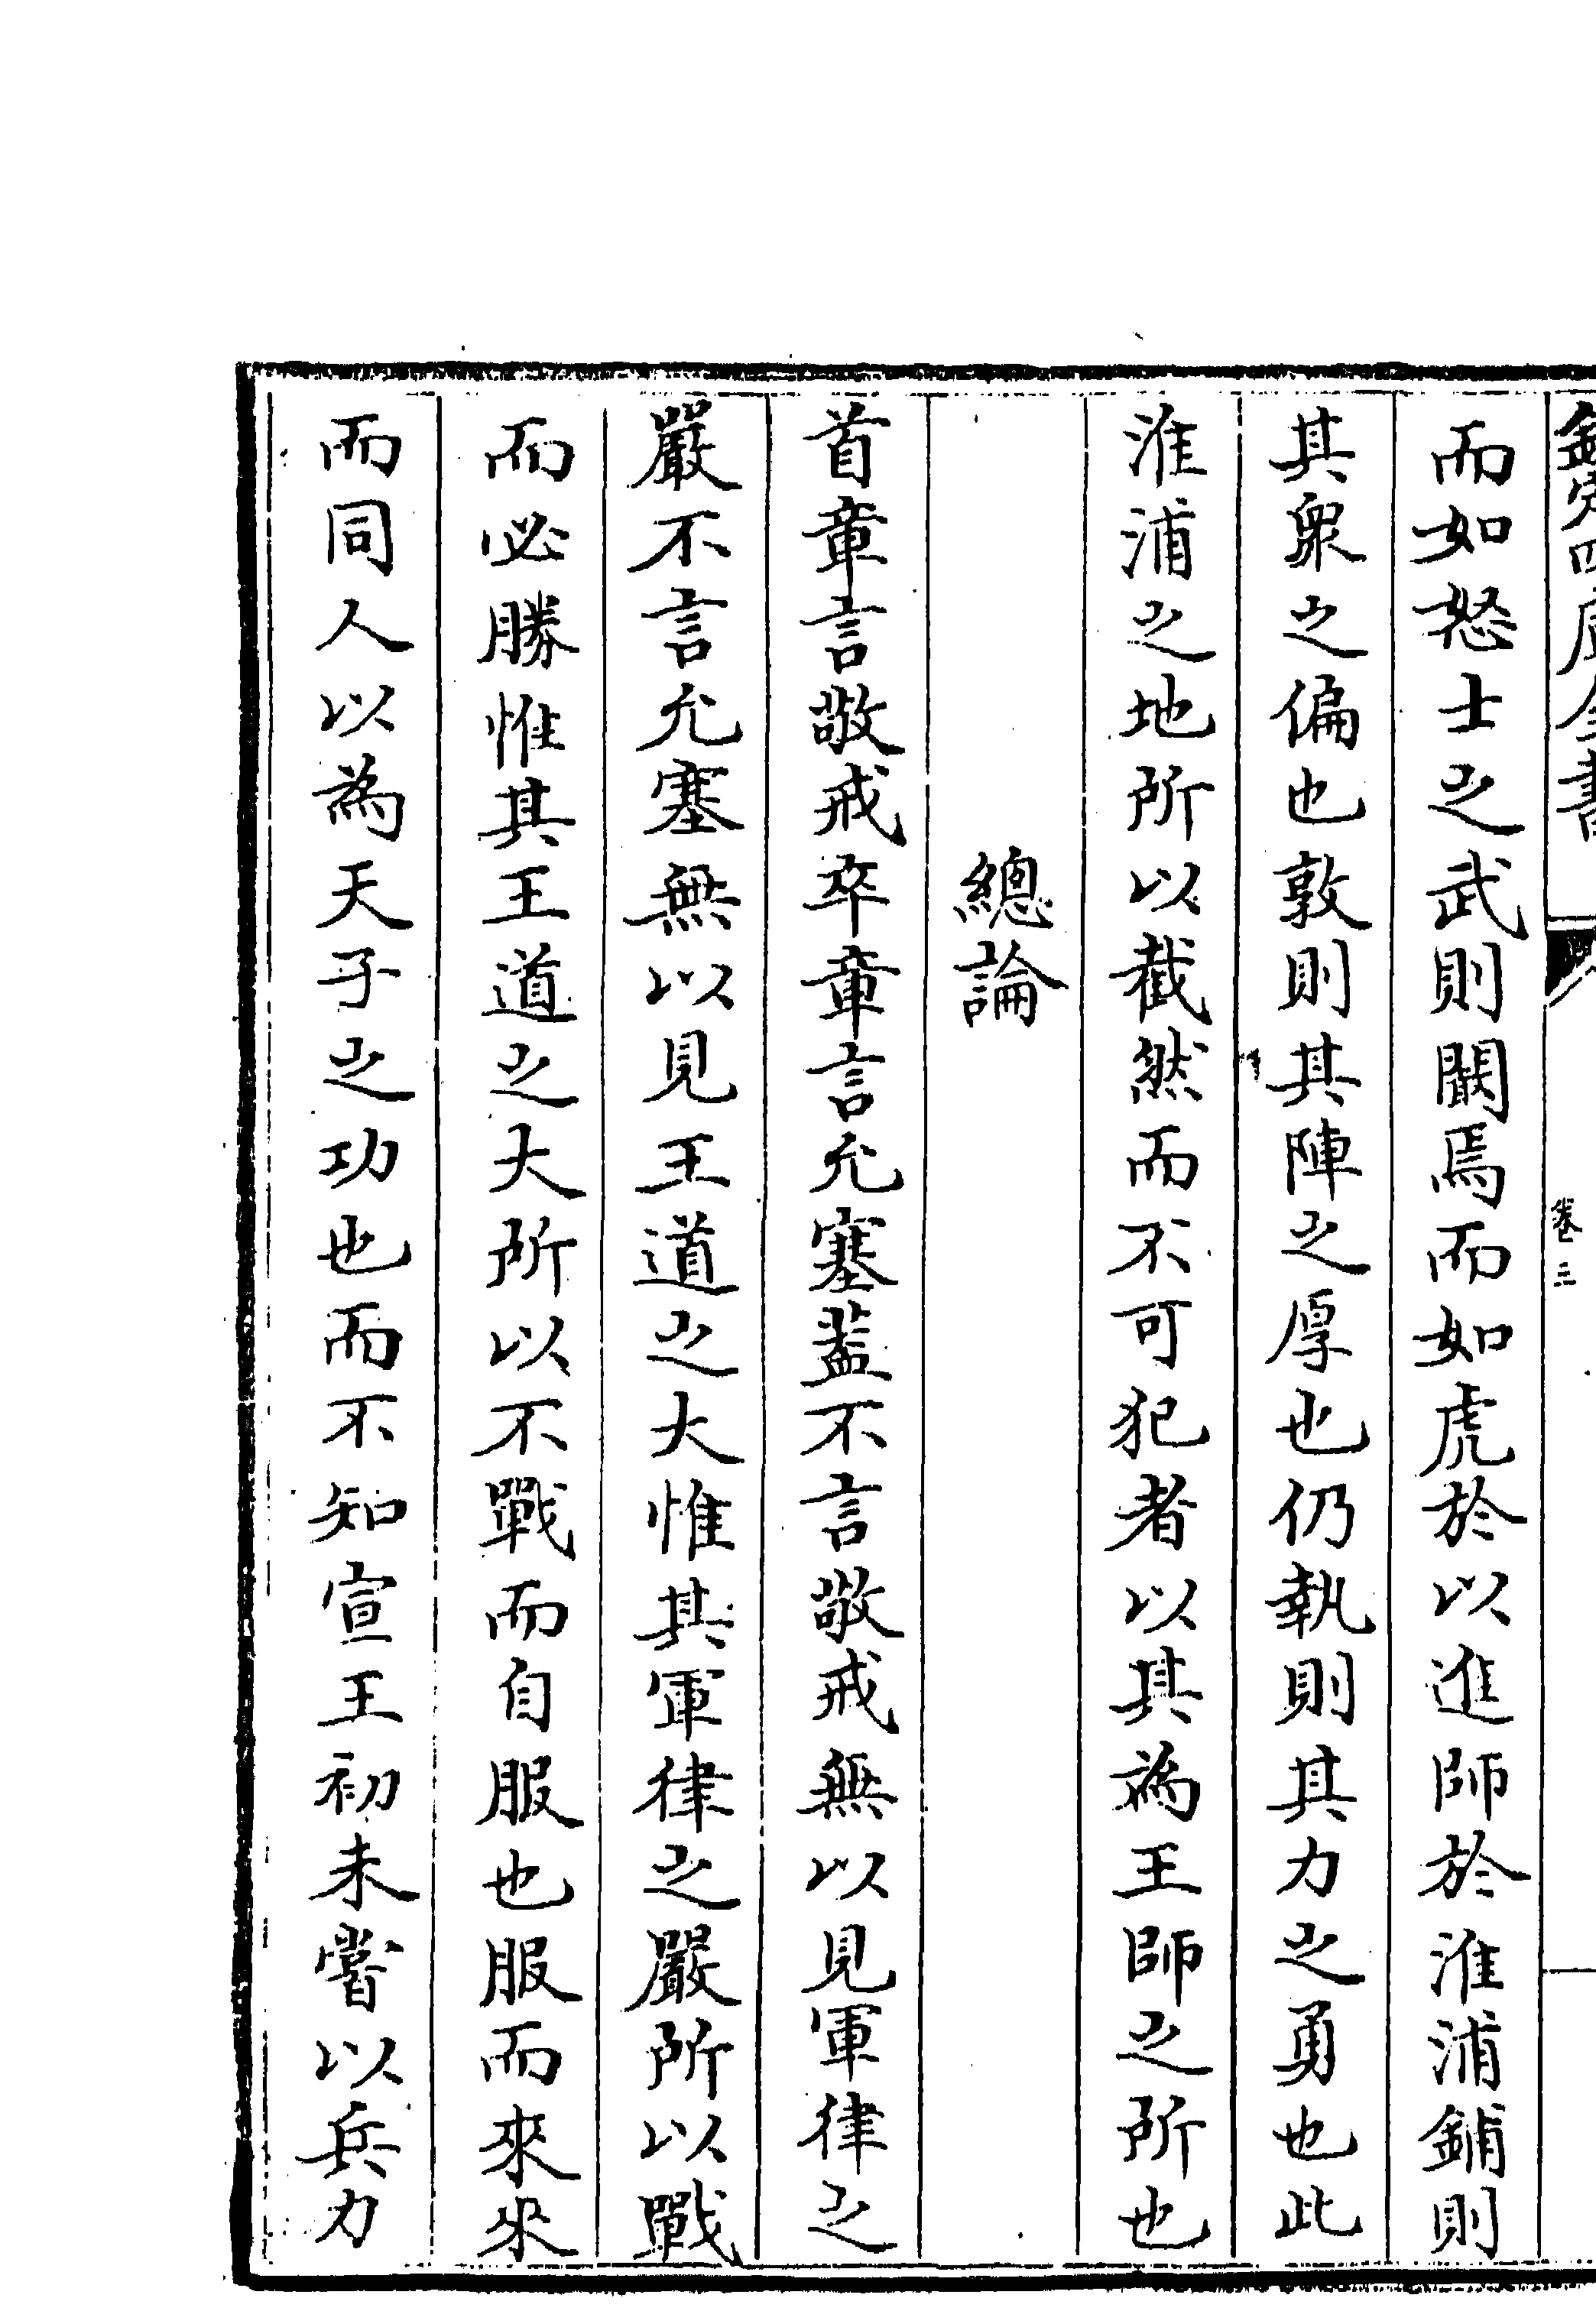 欽定四庫全書
卷三
而如怒士之武則闞焉而如虎於以進師於淮浦鋪則
其衆之偏也敦則其陣之厚也仍執則其力之勇也此
淮浦之地所以截然而不可犯者以其為王師之所也
總論
首章言敬戒卒章言允塞葢不言敬戒無以見軍律之
嚴不言允塞無以見王道之大惟其軍律之嚴所以戰
而必勝惟其王道之大所以不戰而自服也服而來來
而同人以為天子之功也而不知宣王初未嘗以兵力